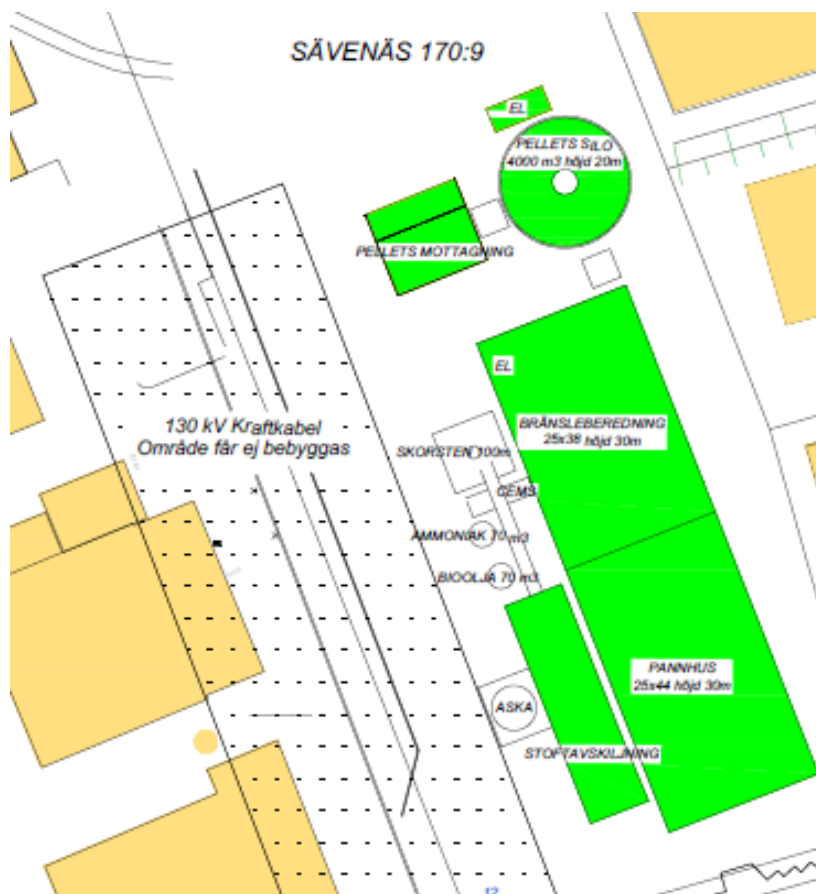 SÄVENÄS 170:9
EL
PELLETS SILO
4000 m3 höjd 20m
PELLETS MOTTAGNING
EL
130 kV Kraftkabel
Område får ej bebyggas
BRÄNSLEBEREDNING
25x38 höjd 30m
SKORSTEN 100m
CEMS
AMMONIAK 70 m3
BIOOLJA 70 m3
PANNHUS
25x44 höjd 30m
ASKA
STOFTAVSKILJNING